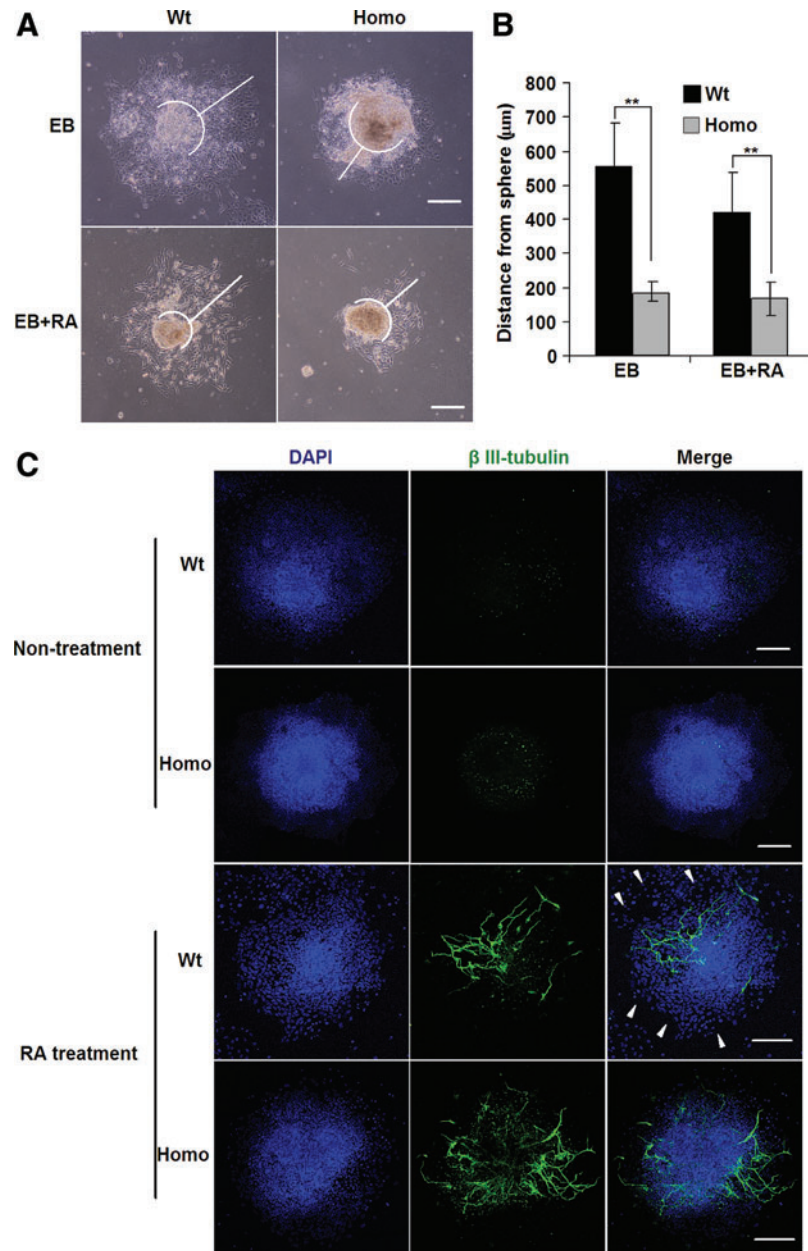 A
Wt
Homo
EB
EB+RA
B
800
700
600
500
400
300
200
100
0
Distance from sphere (μm)
Wt
Homo
**
**
EB
EB+RA
C
DAPI
β III-tubulin
Merge
Non-treatment
Wt
Homo
RA treatment
Wt
Homo